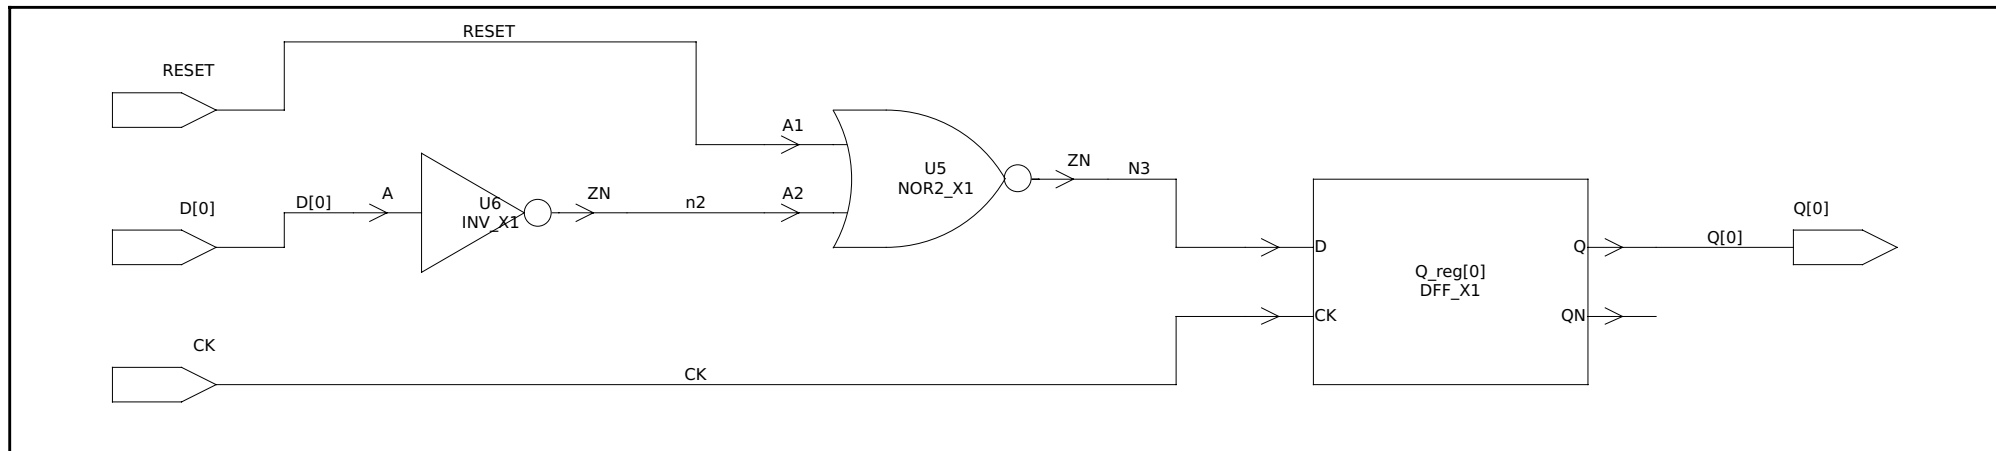 RESET
RESET
A1
U5
NOR2_X1
ZN
N3
D[0]
D[0]
A
U6
INV_X1
ZN
n2
A2
D
CK
Q_reg[0]
DFF_X1
Q
QN
Q[0]
Q[0]
CK
CK